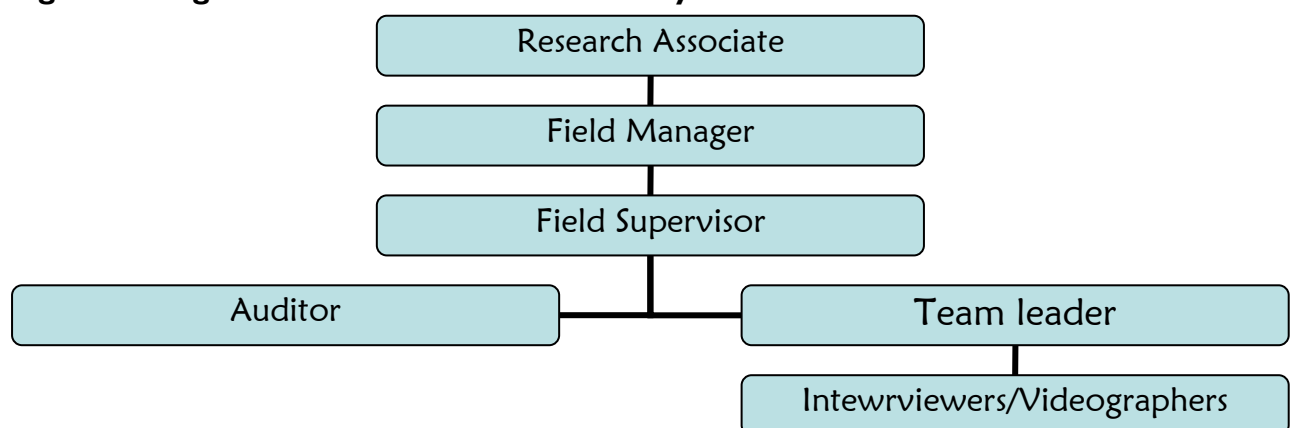 Research Associate
Field Manager
Field Supervisor
Auditor
Team leader
Intewrviewers/Videographers